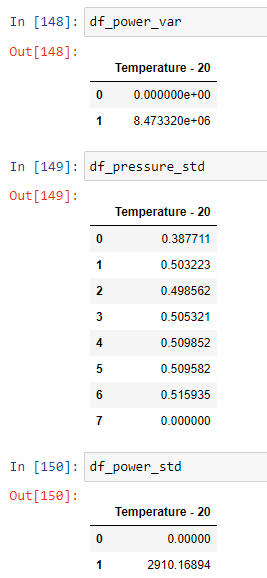 In [148]: df_power_var
Out[148]:
Temperature - 20
0 0.000000e+00
1 8.473320e+06
In [149]: df_pressure_std
Out[149]:
Temperature - 20
0 0.387711
1 0.503223
2 0.498562
3 0.505321
4 0.509852
5 0.509582
6 0.515935
7 0.000000
In [150]: df_power_std
Out[150]:
Temperature - 20
0 0.00000
1 2910.16894